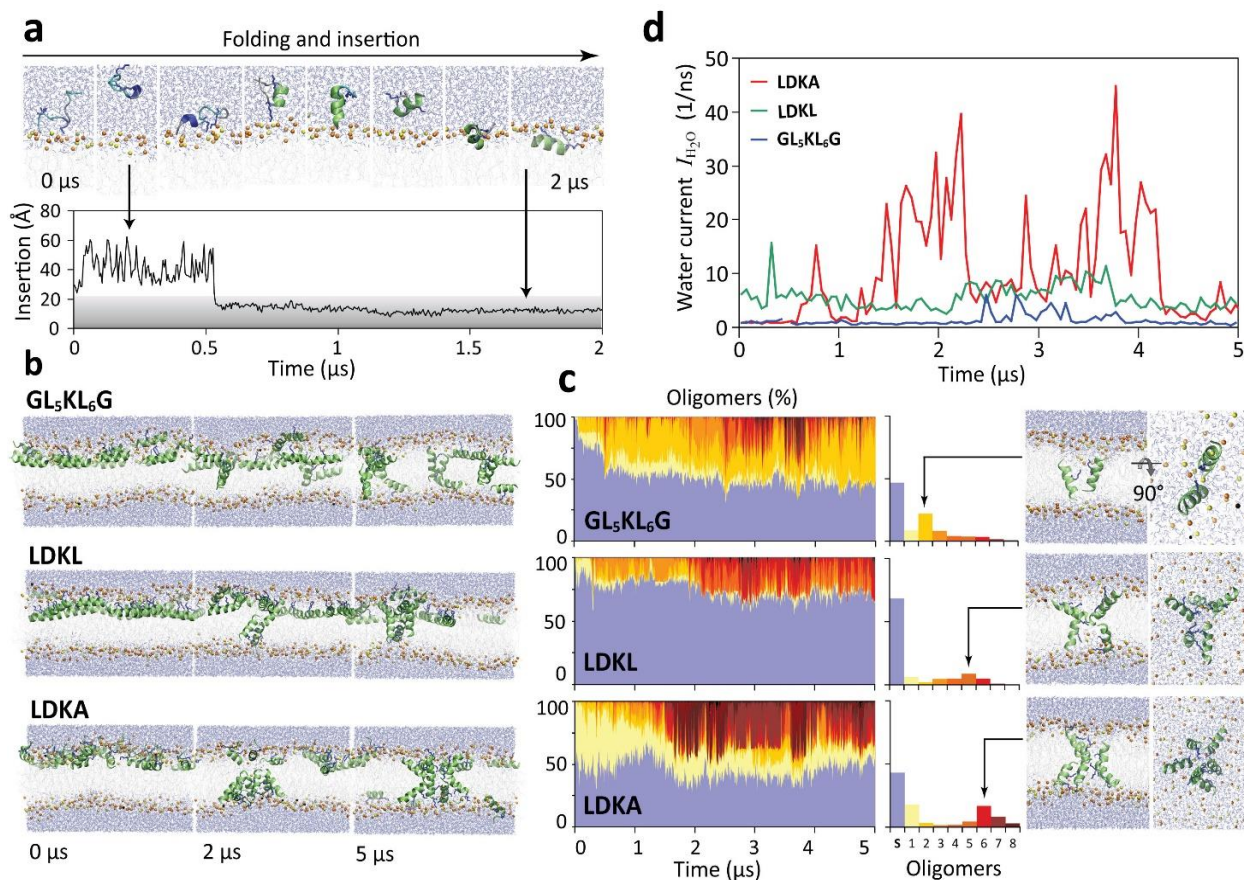 a
Folding and insertion
0 µs
2 µs
Insertion (Å)
80
60
40
20
0
0
0.5
1
1.5
2
Time (µs)
b
GL₅KL₆G
LDKL
LDKA
0 µs
2 µs
5 µs
c
Oligomers (%)
100
50
0
GL₅KL₆G
90°
100
50
0
LDKL
100
50
0
LDKA
0
1
2
3
4
5
Time (µs)
S 1 2 3 4 5 6 7 8
Oligomers
d
Water current I_H₂O (1/ns)
50
40
30
20
10
0
LDKA
LDKL
GL₅KL₆G
0
1
2
3
4
5
Time (µs)